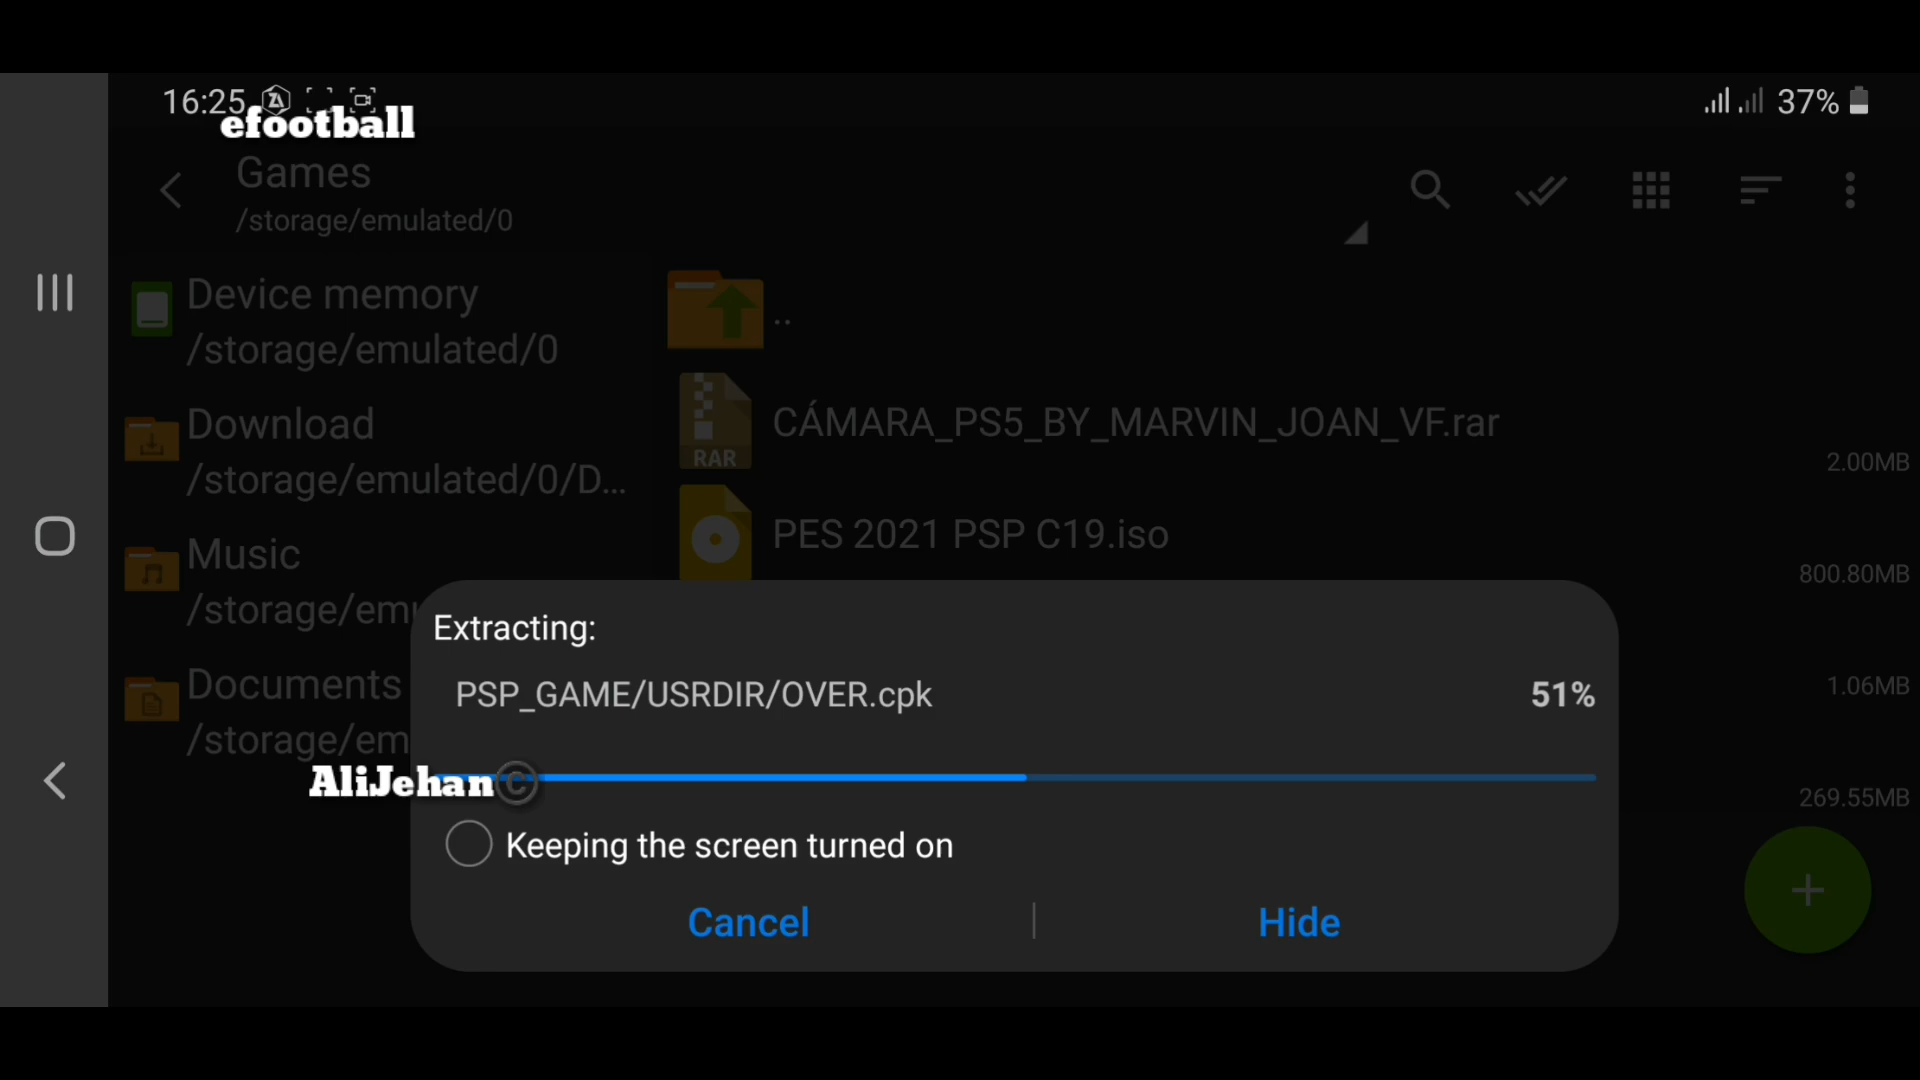 16:25
37%
efootball
Games
/storage/emulated/0
Device memory
/storage/emulated/0
..
Download
/storage/emulated/0/D...
RAR
CÁMARA_PS5_BY_MARVIN_JOAN_VF.rar
2.00MB
Music
/storage/emu
PES 2021 PSP C19.iso
800.80MB
Documents
/storage/em
1.06MB
269.55MB
Extracting:
PSP_GAME/USRDIR/OVER.cpk
51%
AliJehan©
Keeping the screen turned on
Cancel
Hide